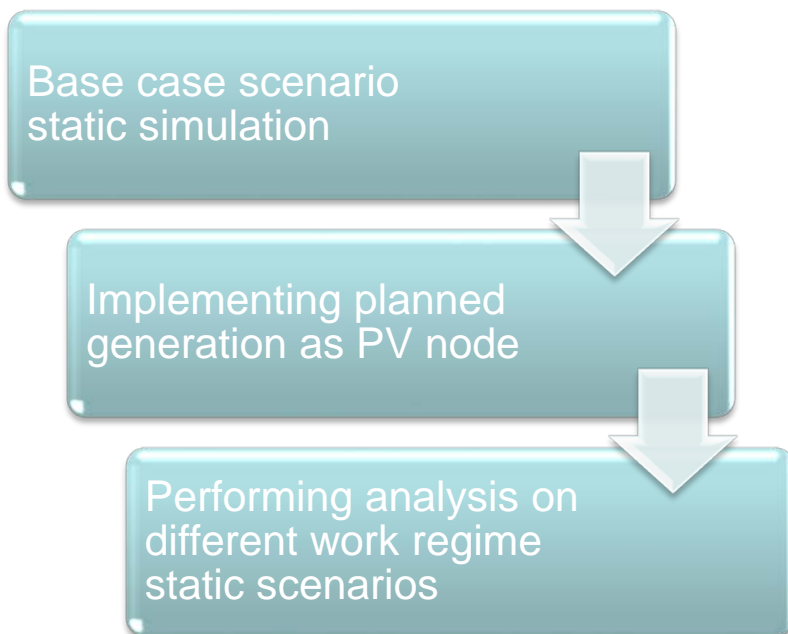 Base case scenario
static simulation
Implementing planned
generation as PV node
Performing analysis on
different work regime
static scenarios